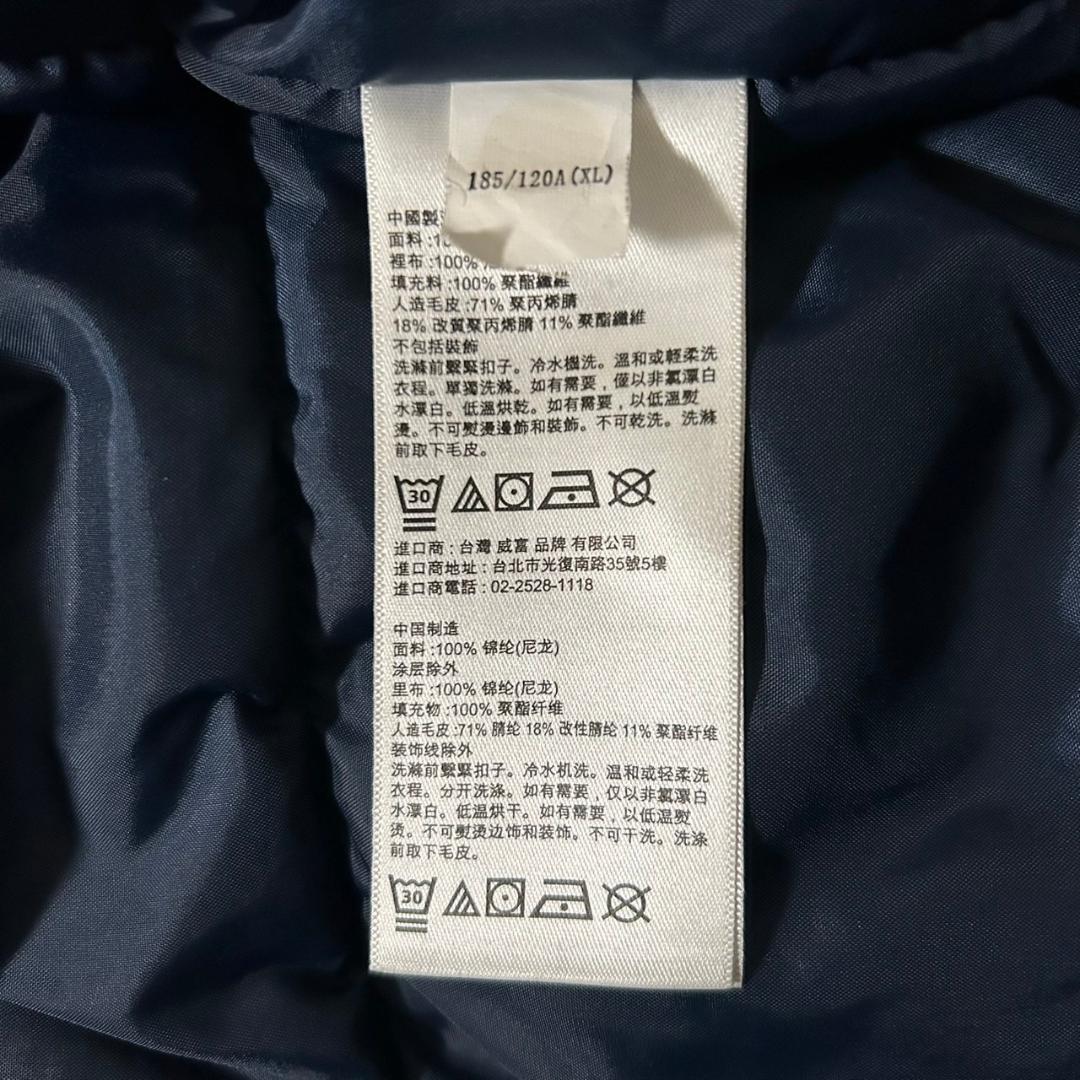 185/120A(XL)
中國製
面料 :1
裡布 :100%
填充料 :100% 聚酯纖維
人造毛皮 :71% 聚丙烯腈
18% 改質聚丙烯腈 11% 聚酯纖維
不包括裝飾
洗滌前繫緊扣子。冷水機洗。溫和或輕柔洗
衣程。單獨洗滌。如有需要，僅以非氯漂白
水漂白。低溫烘乾。如有需要，以低溫熨
燙。不可熨燙邊飾和裝飾。不可乾洗。洗滌
前取下毛皮。
30
進口商 : 台灣 威富 品牌 有限公司
進口商地址 : 台北市光復南路35號5樓
進口商電話 : 02-2528-1118
中国制造
面料 :100% 锦纶(尼龙)
涂层除外
里布 :100% 锦纶(尼龙)
填充物 :100% 聚酯纤维
人造毛皮 :71% 腈纶 18% 改性腈纶 11% 聚酯纤维
装饰线除外
洗滌前繫緊扣子。冷水机洗。温和或轻柔洗
衣程。分开洗涤。如有需要，仅以非氯漂白
水漂白。低温烘干。如有需要，以低温熨
烫。不可熨烫边饰和装饰。不可干洗。洗涤
前取下毛皮。
30